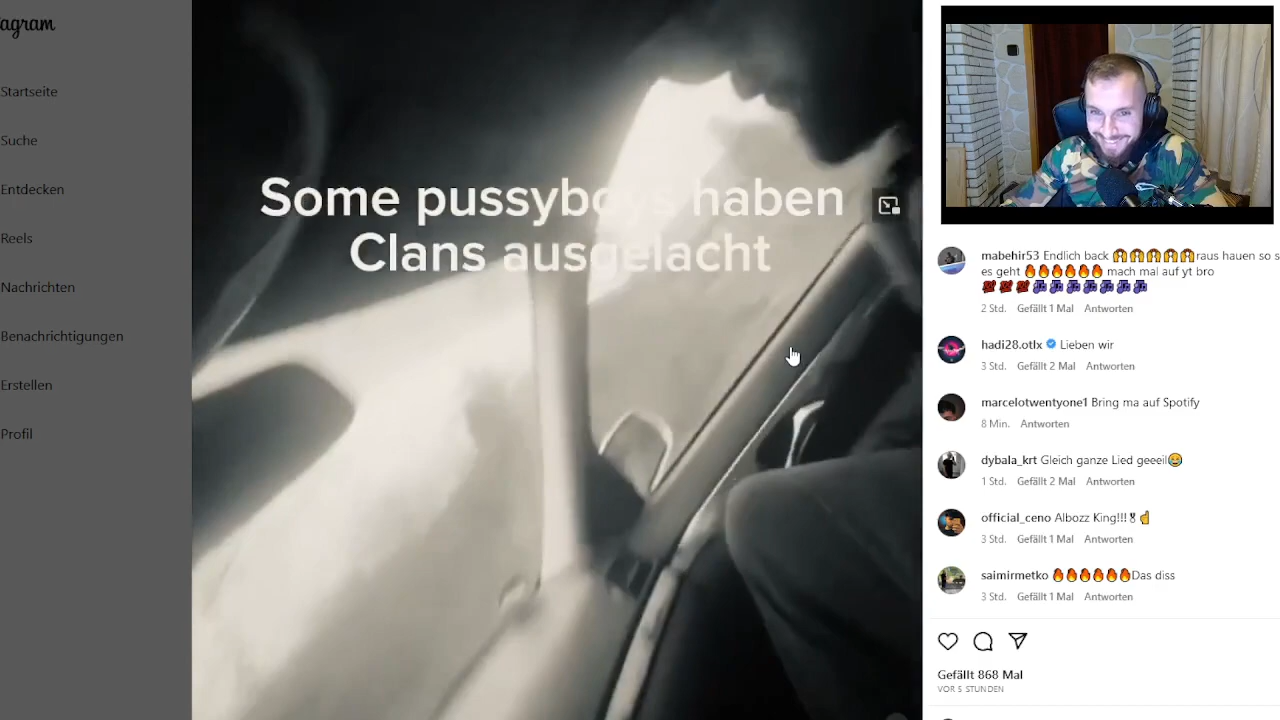 agram
Startseite
Suche
Entdecken
Reels
Nachrichten
Benachrichtigungen
Erstellen
Profil
Some pussyboys haben
Clans ausgelacht
mabehir53 Endlich back 🙌🙌🙌🙌🙌raus hauen so s
es geht 🔥🔥🔥🔥🔥🔥 mach mal auf yt bro
2 Std. Gefällt 1 Mal Antworten
hadi28.otlx Lieben wir
3 Std. Gefällt 2 Mal Antworten
marcelotwentyone1 Bring ma auf Spotify
8 Min. Antworten
dybala_krt Gleich ganze Lied geeeil😂
1 Std. Gefällt 2 Mal Antworten
official_ceno Albozz King!!!🎖☝
3 Std. Gefällt 1 Mal Antworten
saimirmetko 🔥🔥🔥🔥🔥🔥Das diss
3 Std. Gefällt 1 Mal Antworten
Gefällt 868 Mal
VOR 5 STUNDEN